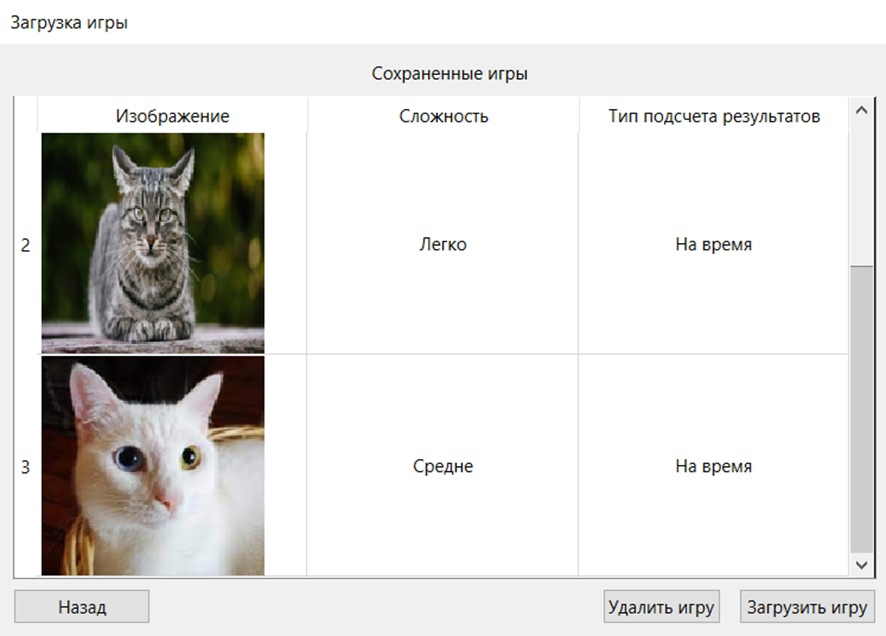 Загрузка игры
Сохраненные игры
Изображение Сложность Тип подсчета результатов
2 Легко На время
3 Средне На время
Назад Удалить игру Загрузить игру